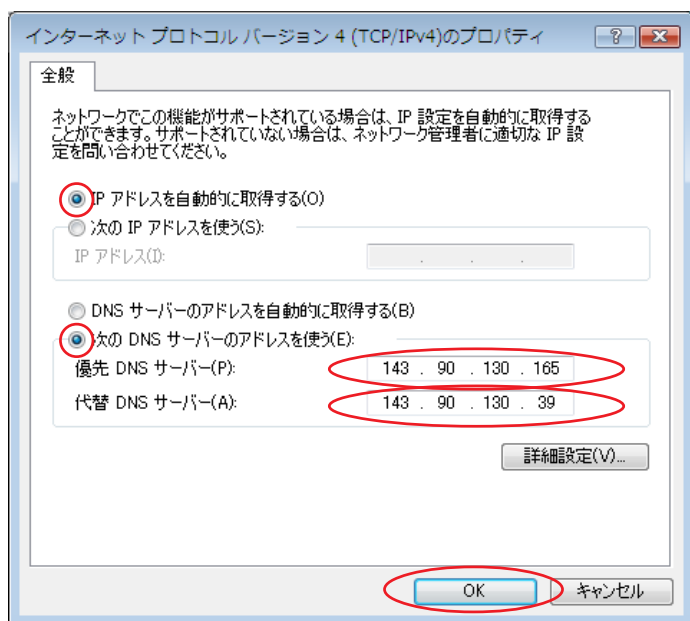 インターネット プロトコル バージョン 4 (TCP/IPv4)のプロパティ
全般
ネットワークでこの機能がサポートされている場合は、IP 設定を自動的に取得する
ことができます。サポートされていない場合は、ネットワーク管理者に適切な IP 設
定を問い合わせてください。
IP アドレスを自動的に取得する(O)
次の IP アドレスを使う(S):
IP アドレス(I): . . .
DNS サーバーのアドレスを自動的に取得する(B)
次の DNS サーバーのアドレスを使う(E):
優先 DNS サーバー(P): 143 . 90 . 130 . 165
代替 DNS サーバー(A): 143 . 90 . 130 . 39
詳細設定(V)...
OK キャンセル